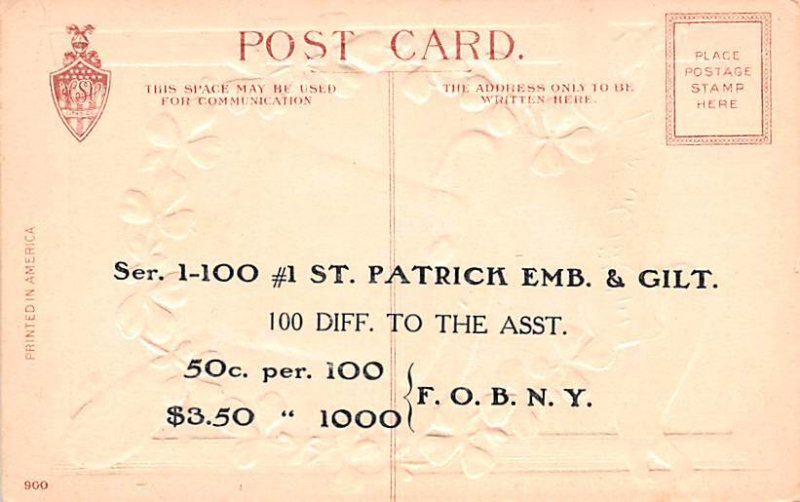 POST CARD.
THIS SPACE MAY BE USED
FOR COMMUNICATION
THE ADDRESS ONLY TO BE
WRITTEN HERE.
PLACE
POSTAGE
STAMP
HERE
PRINTED IN AMERICA
Ser. 1-100 #1 ST. PATRICK EMB. & GILT.
100 DIFF. TO THE ASST.
50c. per. 100
$3.50 " 1000
F. O. B. N. Y.
900